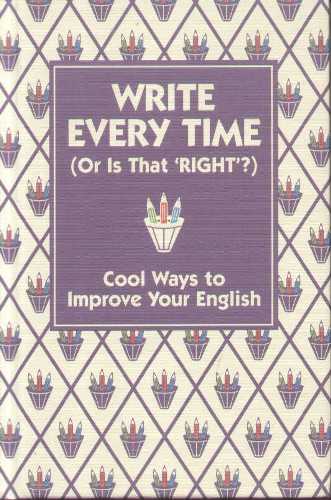 WRITE
EVERY TIME
(Or Is That ‘RIGHT’?)
Cool Ways to
Improve Your English